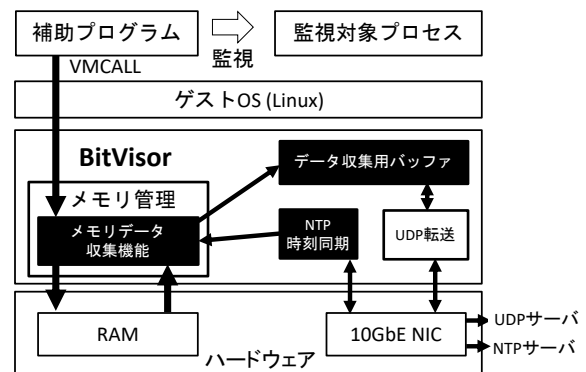 補助プログラム
監視
監視対象プロセス
VMCALL
ゲストOS (Linux)
BitVisor
データ収集用バッファ
メモリ管理
メモリデータ
収集機能
NTP
時刻同期
UDP転送
RAM
10GbE NIC
UDPサーバ
NTPサーバ
ハードウェア